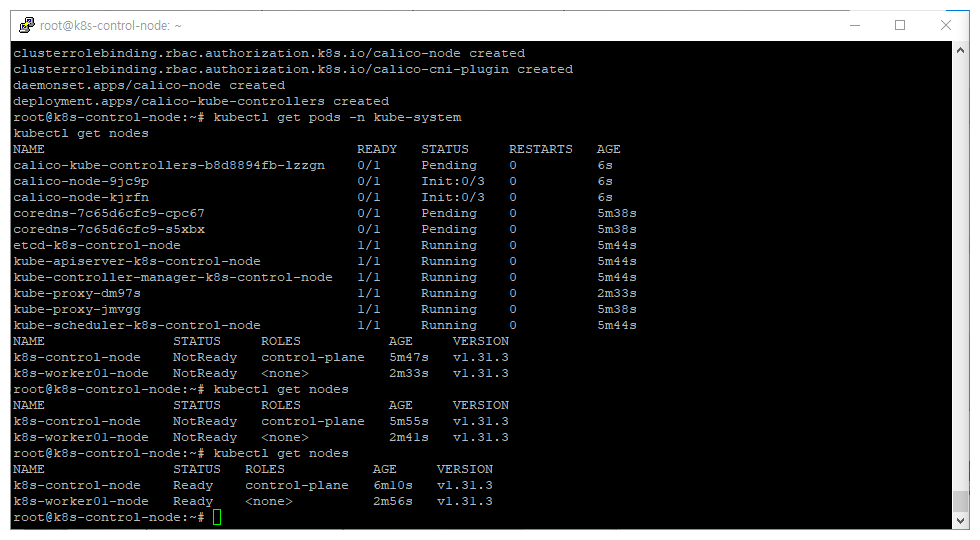 root@k8s-control-node: ~
clusterrolebinding.rbac.authorization.k8s.io/calico-node created
clusterrolebinding.rbac.authorization.k8s.io/calico-cni-plugin created
daemonset.apps/calico-node created
deployment.apps/calico-kube-controllers created
root@k8s-control-node:~# kubectl get pods -n kube-system
kubectl get nodes
NAME                                       READY   STATUS     RESTARTS   AGE
calico-kube-controllers-b8d8894fb-lzzgn    0/1     Pending    0          6s
calico-node-9jc9p                          0/1     Init:0/3   0          6s
calico-node-kjrfn                          0/1     Init:0/3   0          6s
coredns-7c65d6cfc9-cpc67                   0/1     Pending    0          5m38s
coredns-7c65d6cfc9-s5xbx                   0/1     Pending    0          5m38s
etcd-k8s-control-node                      1/1     Running    0          5m44s
kube-apiserver-k8s-control-node            1/1     Running    0          5m44s
kube-controller-manager-k8s-control-node   1/1     Running    0          5m44s
kube-proxy-dm97s                           1/1     Running    0          2m33s
kube-proxy-jmvgg                           1/1     Running    0          5m38s
kube-scheduler-k8s-control-node            1/1     Running    0          5m44s
NAME                STATUS     ROLES           AGE     VERSION
k8s-control-node    NotReady   control-plane   5m47s   v1.31.3
k8s-worker01-node   NotReady   <none>          2m33s   v1.31.3
root@k8s-control-node:~# kubectl get nodes
NAME                STATUS     ROLES           AGE     VERSION
k8s-control-node    NotReady   control-plane   5m55s   v1.31.3
k8s-worker01-node   NotReady   <none>          2m41s   v1.31.3
root@k8s-control-node:~# kubectl get nodes
NAME                STATUS   ROLES           AGE     VERSION
k8s-control-node    Ready    control-plane   6m10s   v1.31.3
k8s-worker01-node   Ready    <none>          2m56s   v1.31.3
root@k8s-control-node:~#